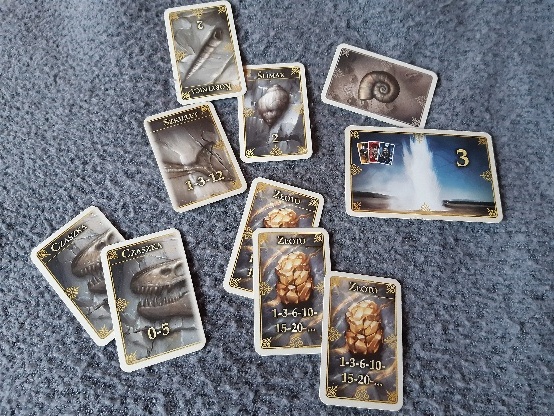 2
KORZENIEC
ŚLIMAK
2
SZKIELET
1-3-12
3
CZASZKA
CZASZKA
0-5
ZŁOTO
ZŁOTO
1-3-6-10-
15-20-...
ZŁOTO
1-3-6-10-
15-20-...